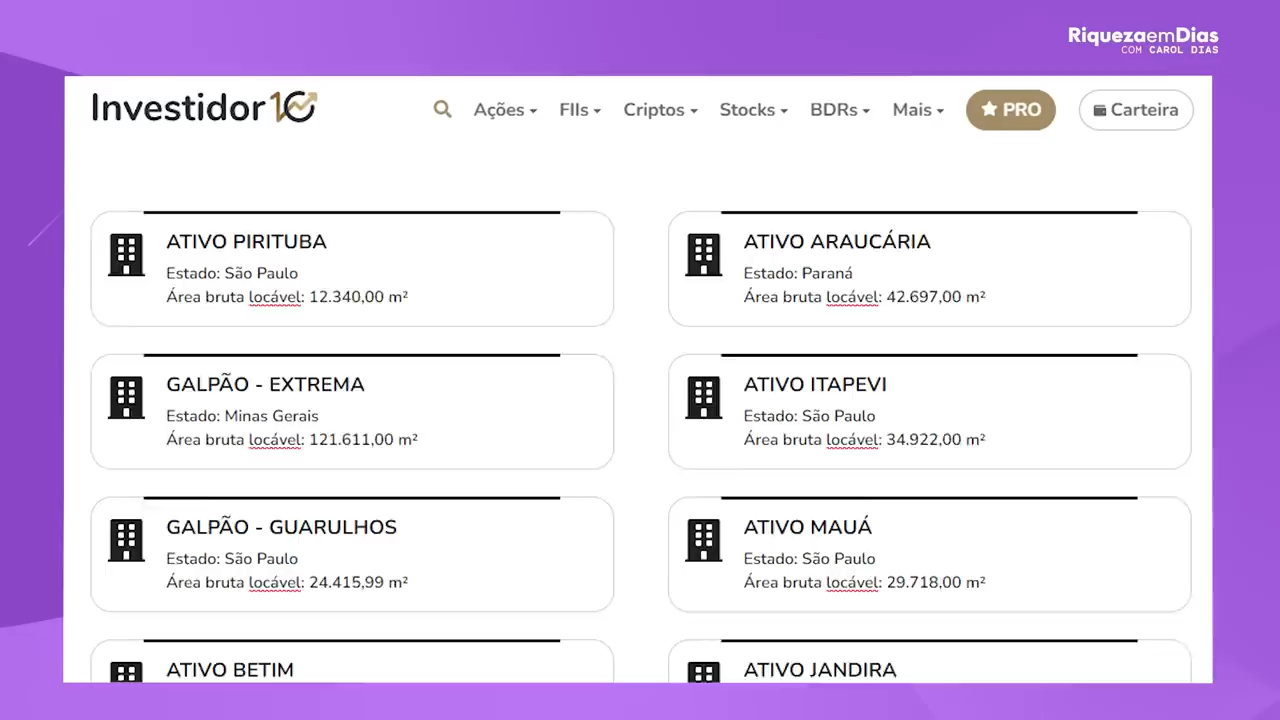 RiquezaemDias
COM CAROL DIAS
Investidor 10
Ações
FIIs
Criptos
Stocks
BDRs
Mais
PRO
Carteira
ATIVO PIRITUBA
Estado: São Paulo
Área bruta locável: 12.340,00 m²
ATIVO ARAUCÁRIA
Estado: Paraná
Área bruta locável: 42.697,00 m²
GALPÃO - EXTREMA
Estado: Minas Gerais
Área bruta locável: 121.611,00 m²
ATIVO ITAPEVI
Estado: São Paulo
Área bruta locável: 34.922,00 m²
GALPÃO - GUARULHOS
Estado: São Paulo
Área bruta locável: 24.415,99 m²
ATIVO MAUÁ
Estado: São Paulo
Área bruta locável: 29.718,00 m²
ATIVO BETIM
ATIVO JANDIRA